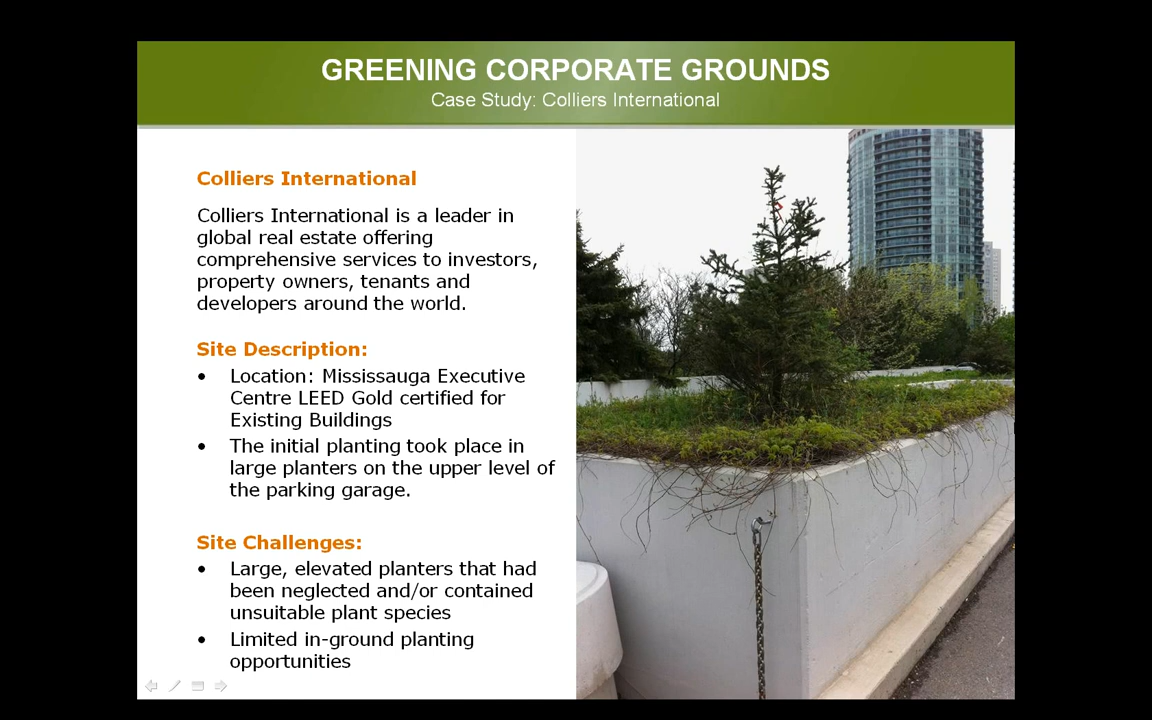 GREENING CORPORATE GROUNDS
Case Study: Colliers International
Colliers International
Colliers International is a leader in
global real estate offering
comprehensive services to investors,
property owners, tenants and
developers around the world.
Site Description:
• Location: Mississauga Executive
Centre LEED Gold certified for
Existing Buildings
• The initial planting took place in
large planters on the upper level of
the parking garage.
Site Challenges:
• Large, elevated planters that had
been neglected and/or contained
unsuitable plant species
• Limited in-ground planting
opportunities